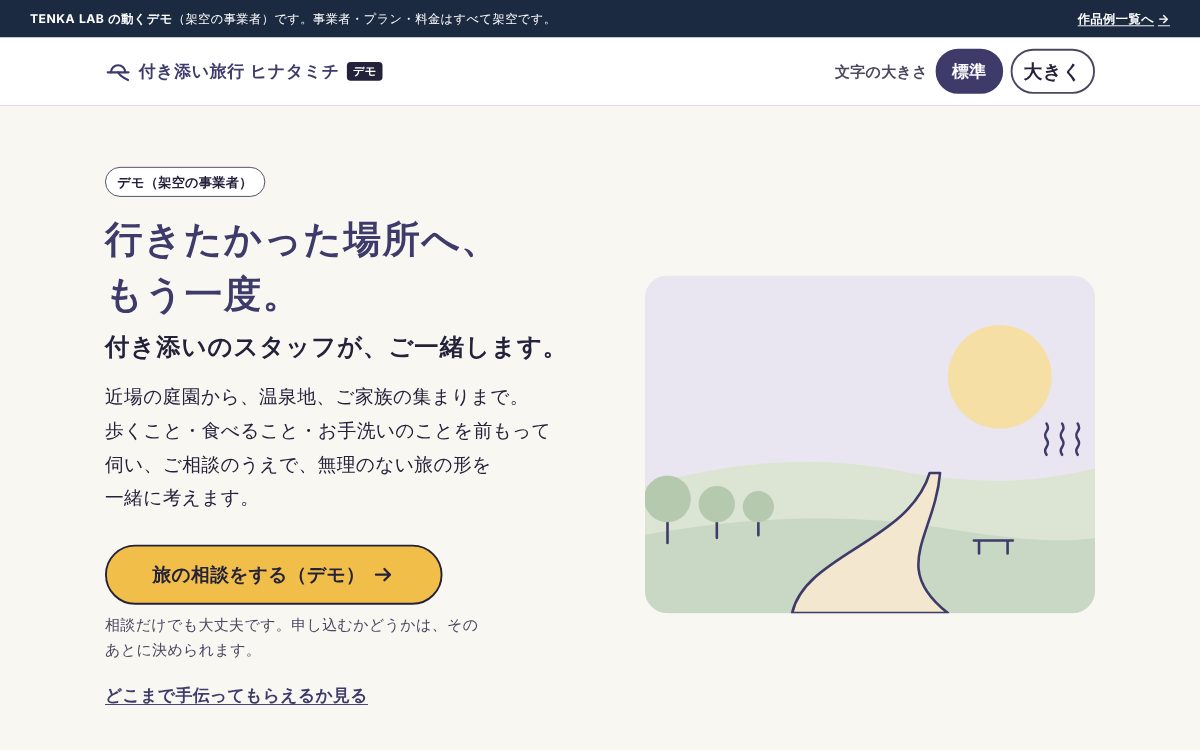 TENKA LAB の動くデモ（架空の事業者）です。事業者・プラン・料金はすべて架空です。
作品例一覧へ →
付き添い旅行 ヒナタミチ デモ
文字の大きさ 標準 大きく
デモ（架空の事業者）
行きたかった場所へ、
もう一度。
付き添いのスタッフが、ご一緒します。
近場の庭園から、温泉地、ご家族の集まりまで。
歩くこと・食べること・お手洗いのことを前もって
伺い、ご相談のうえで、無理のない旅の形を
一緒に考えます。
旅の相談をする（デモ） →
相談だけでも大丈夫です。申し込むかどうかは、その
あとに決められます。
どこまで手伝ってもらえるか見る